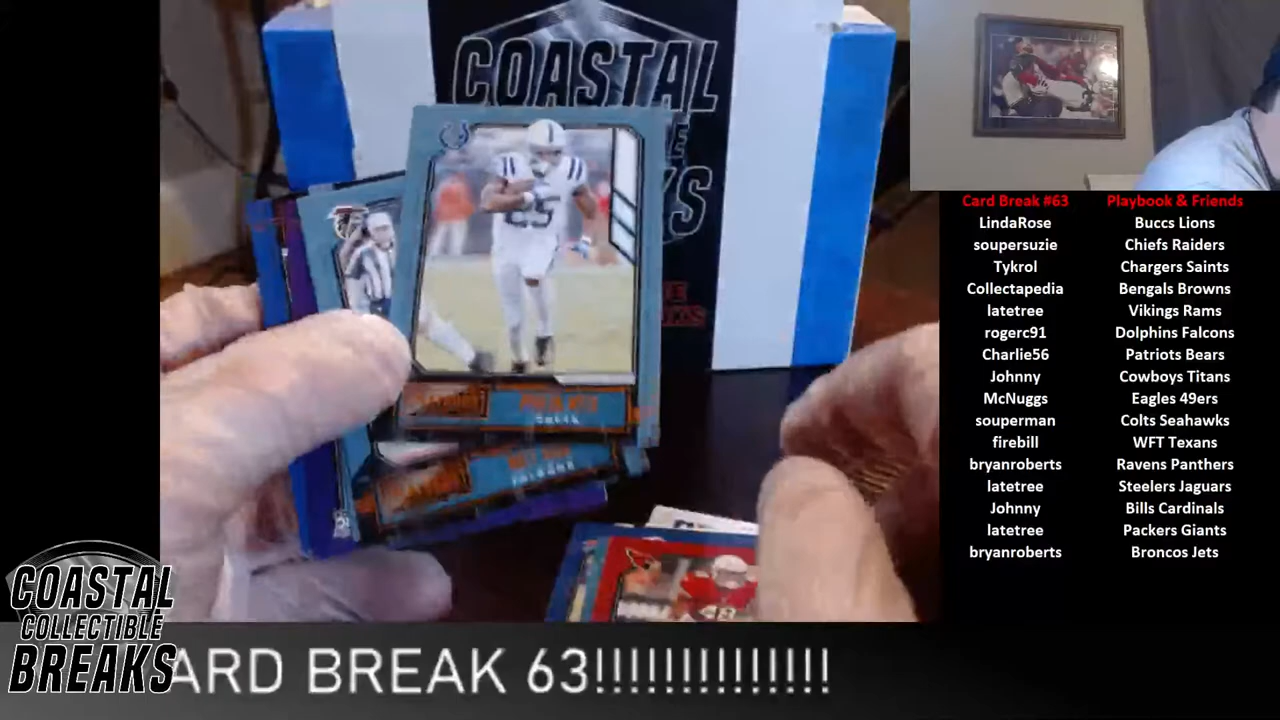 COASTAL
Card Break #63 Playbook & Friends
LindaRose Buccs Lions
soupersuzie Chiefs Raiders
Tykrol Chargers Saints
Collectapedia Bengals Browns
latetree Vikings Rams
rogerc91 Dolphins Falcons
Charlie56 Patriots Bears
Johnny Cowboys Titans
McNuggs Eagles 49ers
souperman Colts Seahawks
firebill WFT Texans
bryanroberts Ravens Panthers
latetree Steelers Jaguars
Johnny Bills Cardinals
latetree Packers Giants
bryanroberts Broncos Jets
25
48
COASTAL
COLLECTIBLE
BREAKS
ARD BREAK 63!!!!!!!!!!!!!!